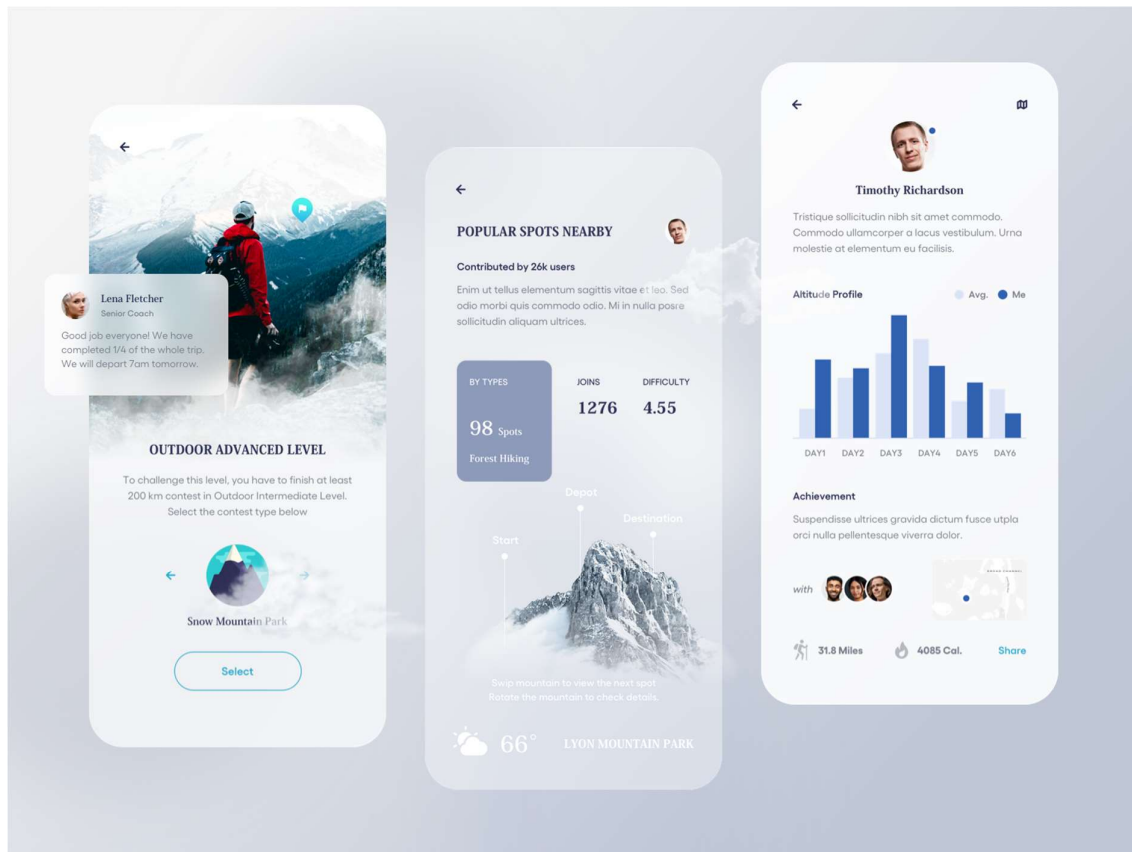 Lena Fletcher
Senior Coach
Good job everyone! We have
completed 1/4 of the whole trip.
We will depart 7am tomorrow.
OUTDOOR ADVANCED LEVEL
To challenge this level, you have to finish at least
200 km contest in Outdoor Intermediate Level.
Select the contest type below
Snow Mountain Park
Select
POPULAR SPOTS NEARBY
Contributed by 26k users
Enim ut tellus elementum sagittis vitae et leo. Sed
odio morbi quis commodo odio. Mi in nulla posre
sollicitudin aliquam ultrices.
BY TYPES
98 Spots
Forest Hiking
JOINS
1276
DIFFICULTY
4.55
Depot
Destination
Start
Swip mountain to view the next spot
Rotate the mountain to check details.
66°
LYON MOUNTAIN PARK
Timothy Richardson
Tristique sollicitudin nibh sit amet commodo.
Commodo ullamcorper a lacus vestibulum. Urna
molestie at elementum eu facilisis.
Altitude Profile
Avg.
Me
DAY1 DAY2 DAY3 DAY4 DAY5 DAY6
Achievement
Suspendisse ultrices gravida dictum fusce utpla
orci nulla pellentesque viverra dolor.
with
31.8 Miles
4085 Cal.
Share